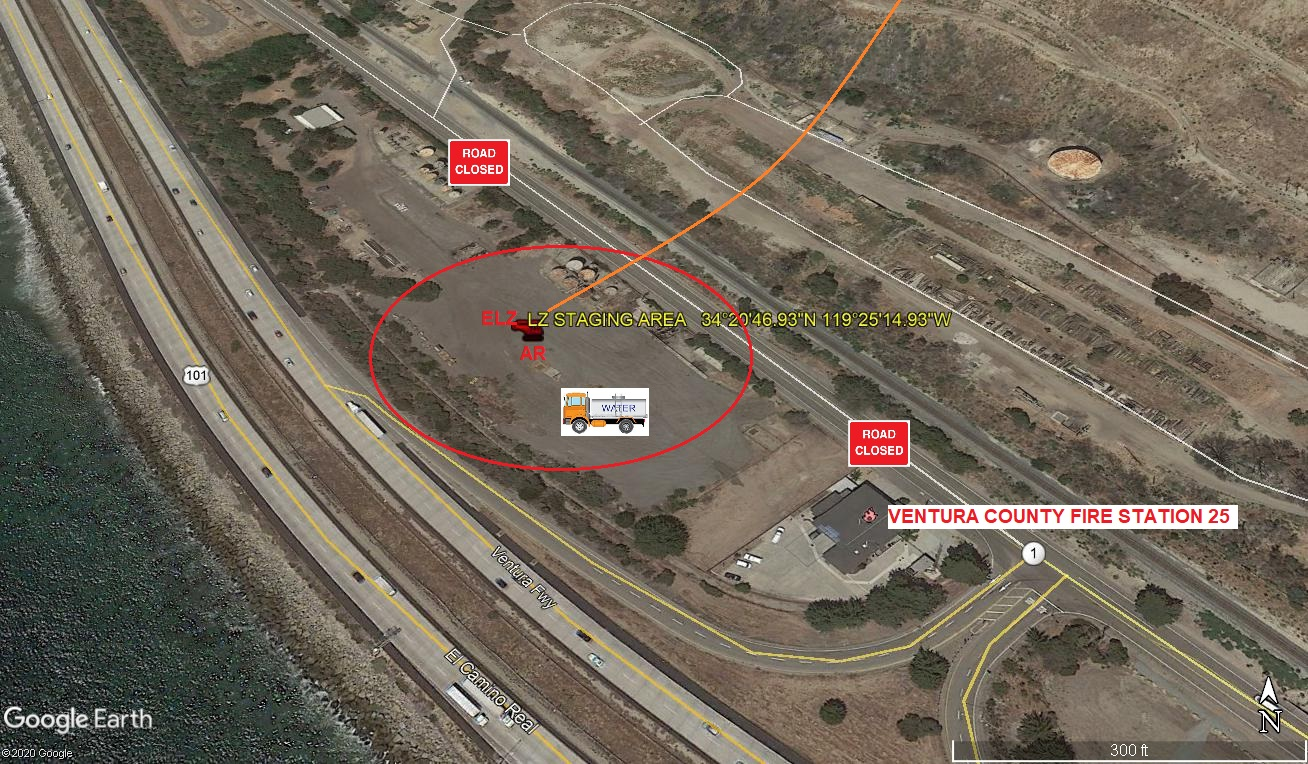 ROAD
CLOSED
ELZ
LZ STAGING AREA 34°20'46.93"N 119°25'14.93"W
AR
101
WATER
ROAD
CLOSED
VENTURA COUNTY FIRE STATION 25
1
Ventura Fwy
El Camino Real
Google Earth
N
©2020 Google
300 ft